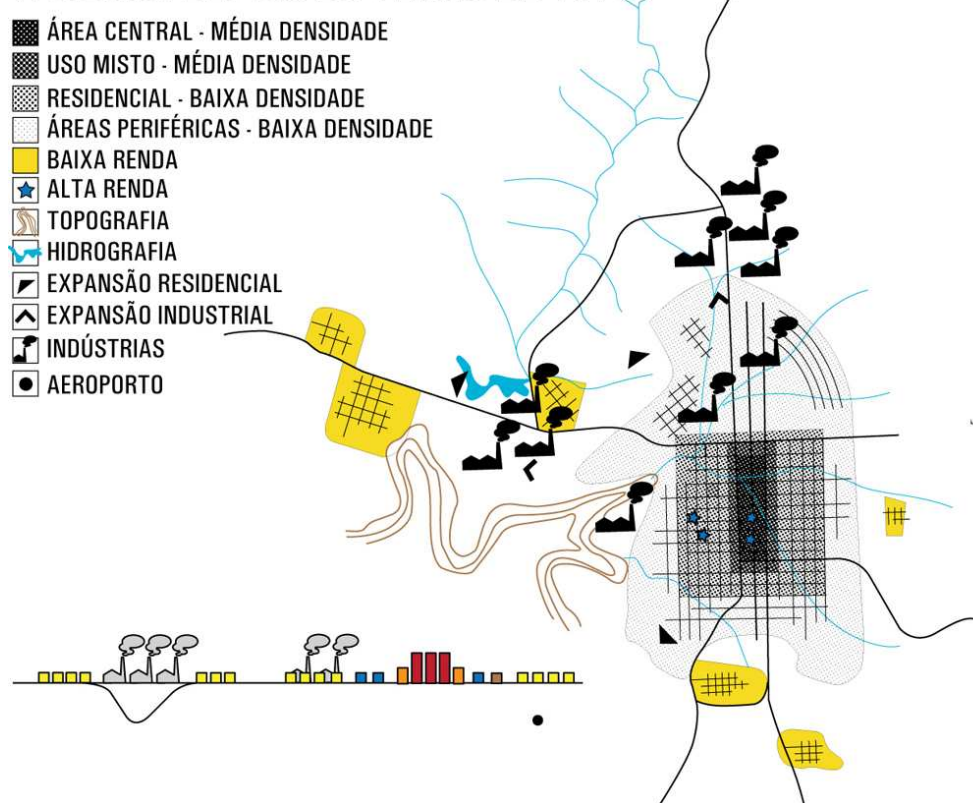 ÁREA CENTRAL - MÉDIA DENSIDADE
USO MISTO - MÉDIA DENSIDADE
RESIDENCIAL - BAIXA DENSIDADE
ÁREAS PERIFÉRICAS - BAIXA DENSIDADE
BAIXA RENDA
ALTA RENDA
TOPOGRAFIA
HIDROGRAFIA
EXPANSÃO RESIDENCIAL
EXPANSÃO INDUSTRIAL
INDÚSTRIAS
AEROPORTO